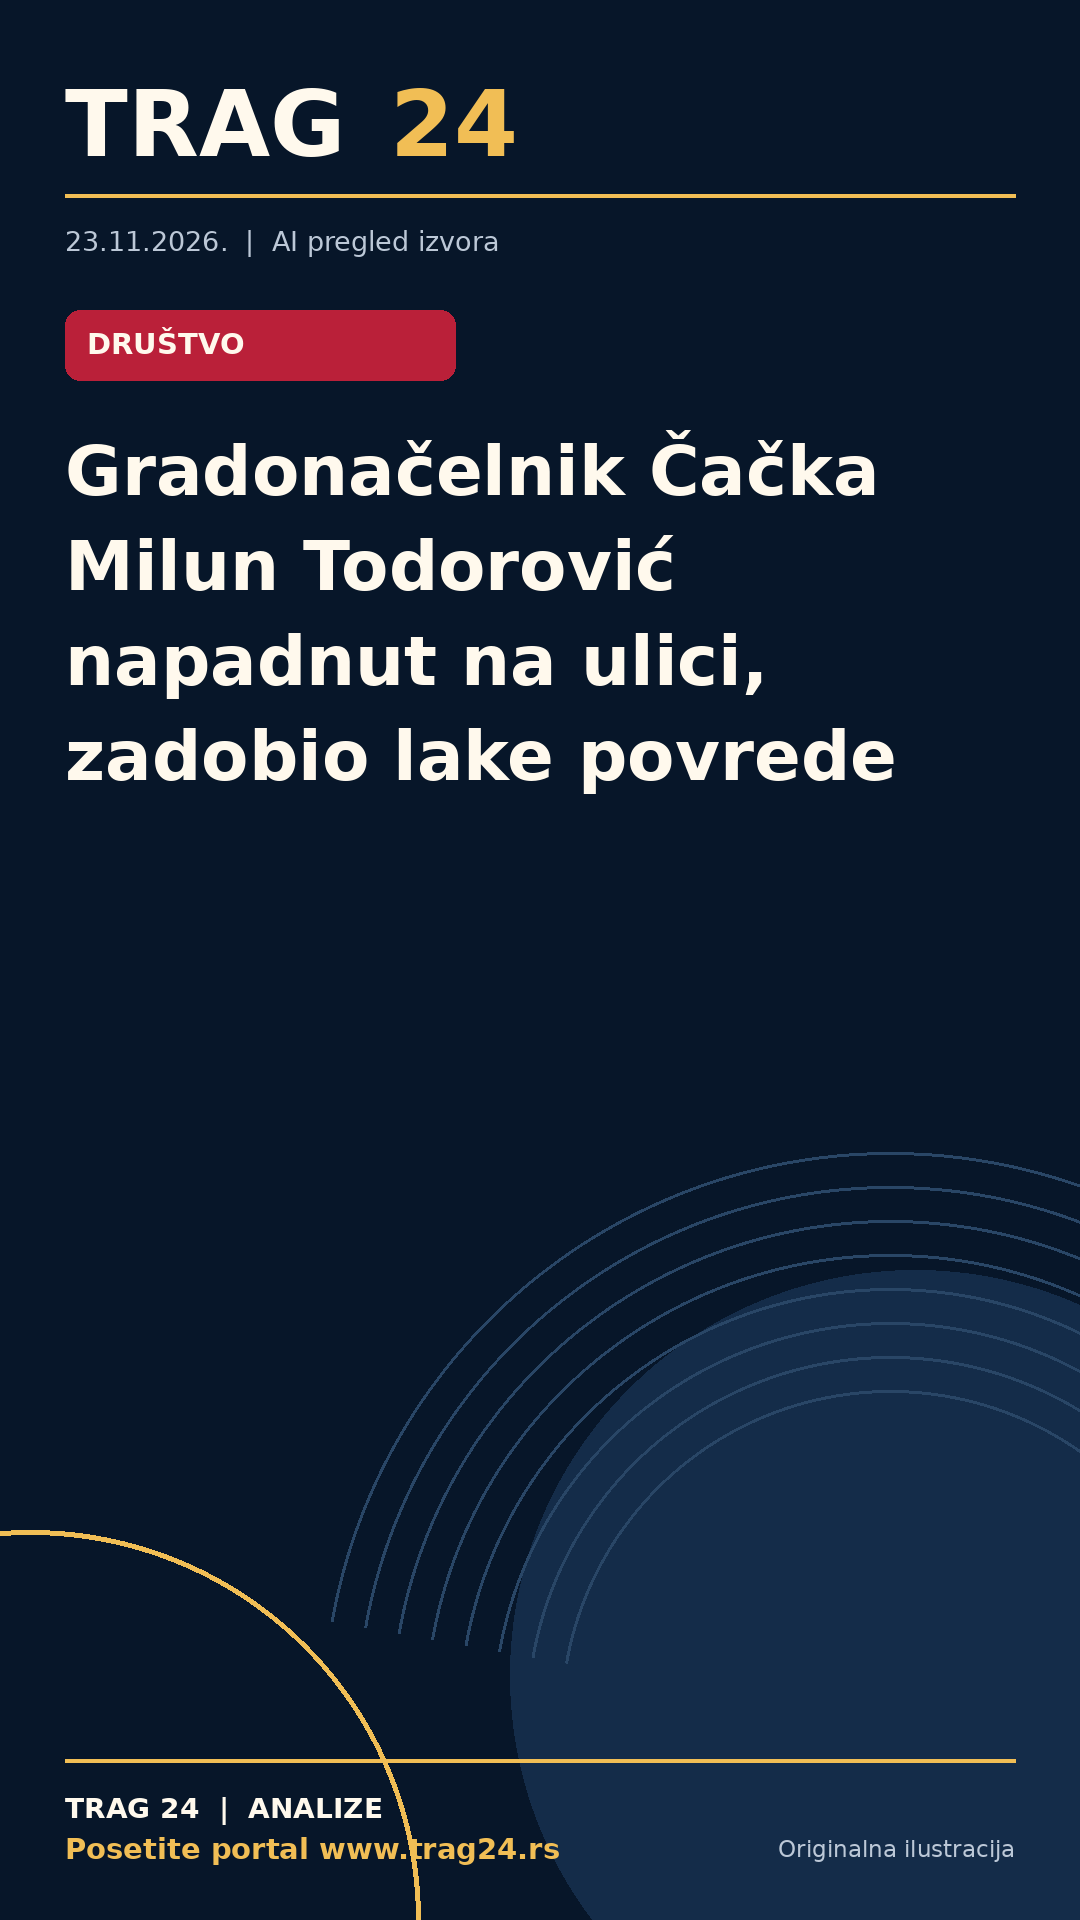 TRAG 24
23.11.2026. | AI pregled izvora
DRUŠTVO
Gradonačelnik Čačka
Milun Todorović
napadnut na ulici,
zadobio lake povrede
TRAG 24 | ANALIZE
Posetite portal www.trag24.rs
Originalna ilustracija